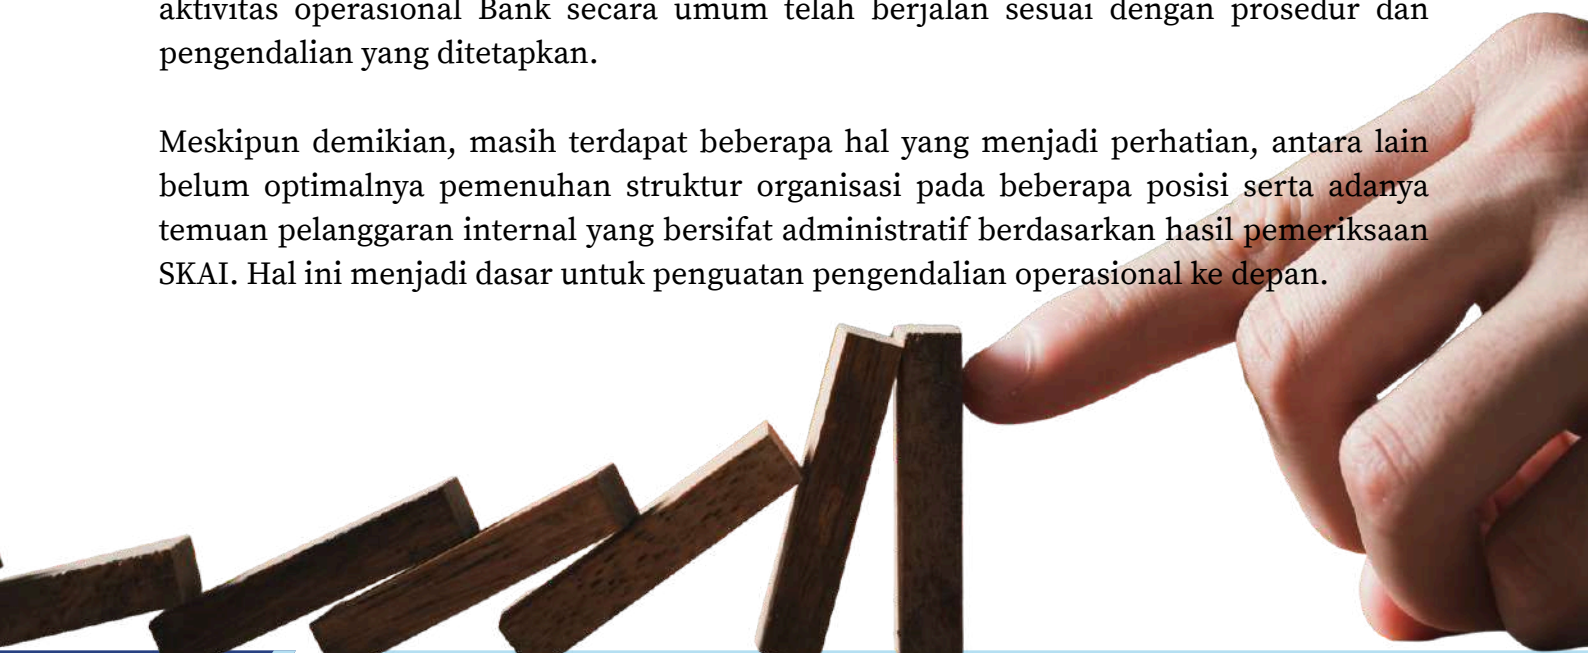 aktivitas operasional Bank secara umum telah berjalan sesuai dengan prosedur dan
pengendalian yang ditetapkan.
Meskipun demikian, masih terdapat beberapa hal yang menjadi perhatian, antara lain
belum optimalnya pemenuhan struktur organisasi pada beberapa posisi serta adanya
temuan pelanggaran internal yang bersifat administratif berdasarkan hasil pemeriksaan
SKAI. Hal ini menjadi dasar untuk penguatan pengendalian operasional ke depan.